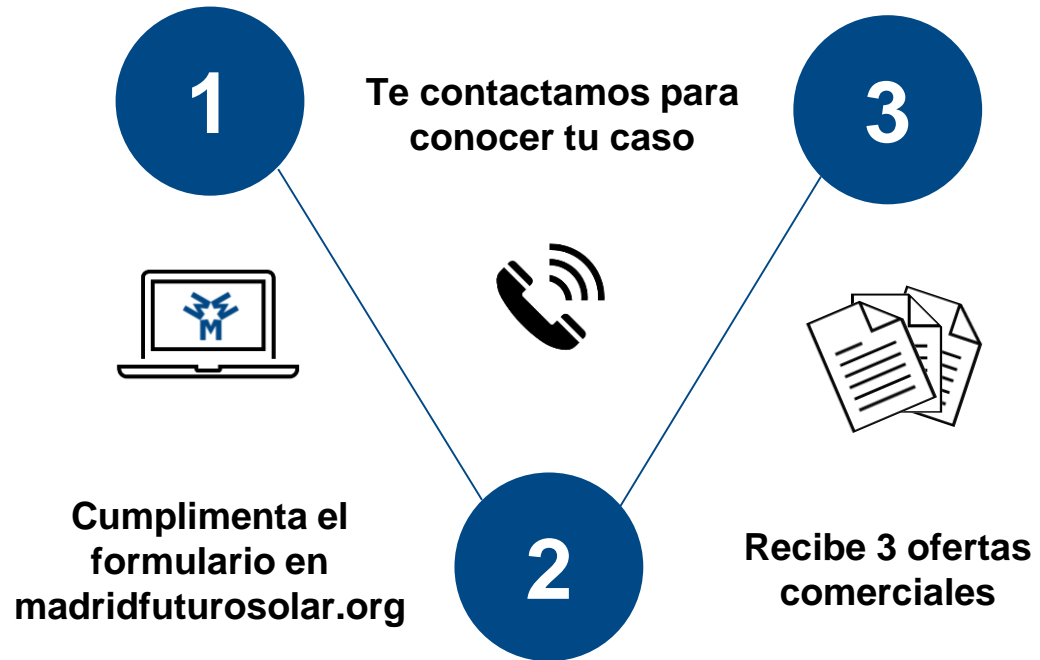 1
Cumplimenta el
formulario en
madridfuturosolar.org
2
Te contactamos para
conocer tu caso
3
Recibe 3 ofertas
comerciales
M